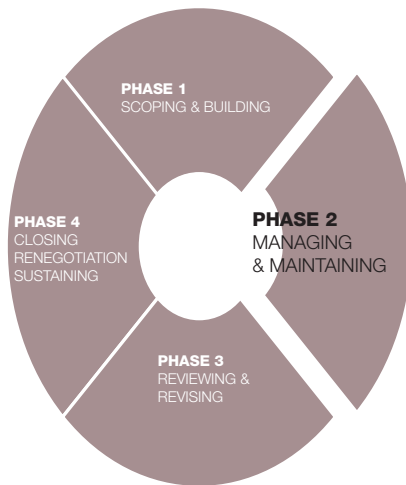 PHASE 1
SCOPING & BUILDING
PHASE 2
MANAGING
& MAINTAINING
PHASE 3
REVIEWING &
REVISING
PHASE 4
CLOSING
RENEGOTIATION
SUSTAINING